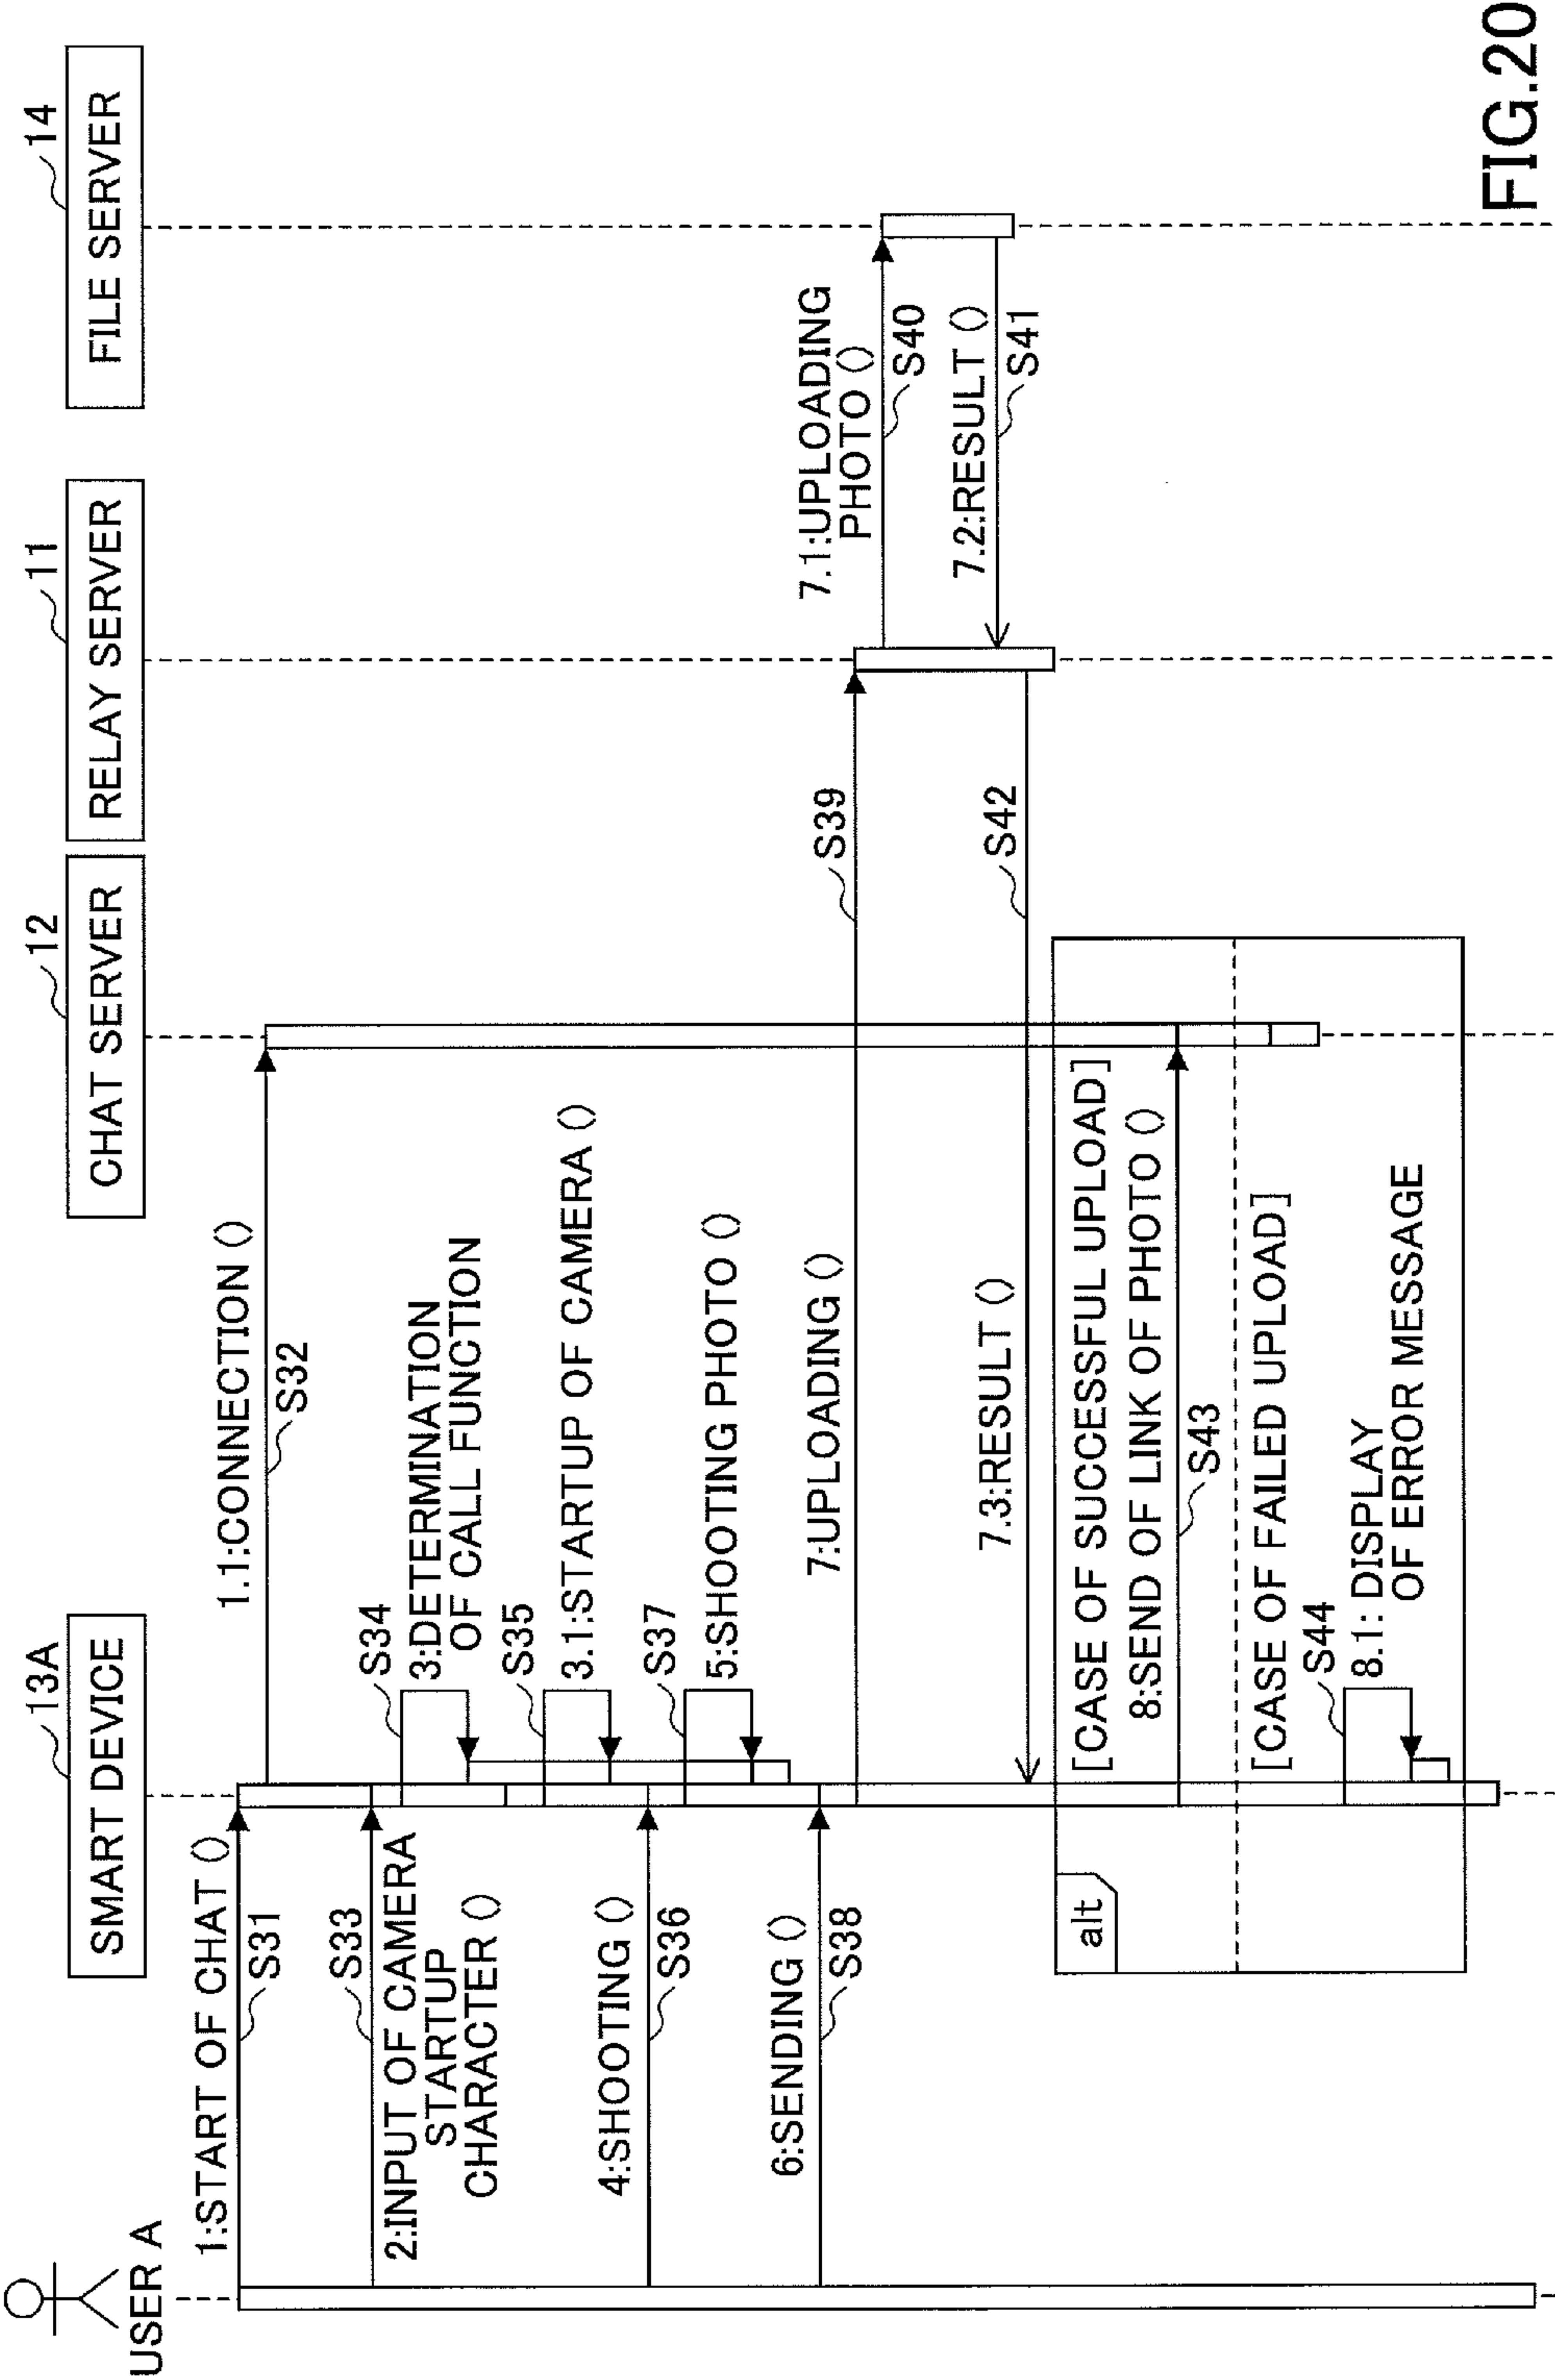 USER A
13A
SMART DEVICE
12
CHAT SERVER
11
RELAY SERVER
14
FILE SERVER
1:START OF CHAT ()
S31
1.1:CONNECTION ()
S32
S33
2:INPUT OF CAMERA
STARTUP
CHARACTER ()
S34
3:DETERMINATION
OF CALL FUNCTION
S35
3.1:STARTUP OF CAMERA ()
4:SHOOTING ()
S36
S37
5:SHOOTING PHOTO ()
6:SENDING ()
S38
7:UPLOADING ()
S39
7.1:UPLOADING
PHOTO ()
S40
7.2:RESULT ()
S41
7.3:RESULT ()
S42
alt
[CASE OF SUCCESSFUL UPLOAD]
8:SEND OF LINK OF PHOTO ()
S43
[CASE OF FAILED UPLOAD]
S44
8.1: DISPLAY
OF ERROR MESSAGE
FIG.20